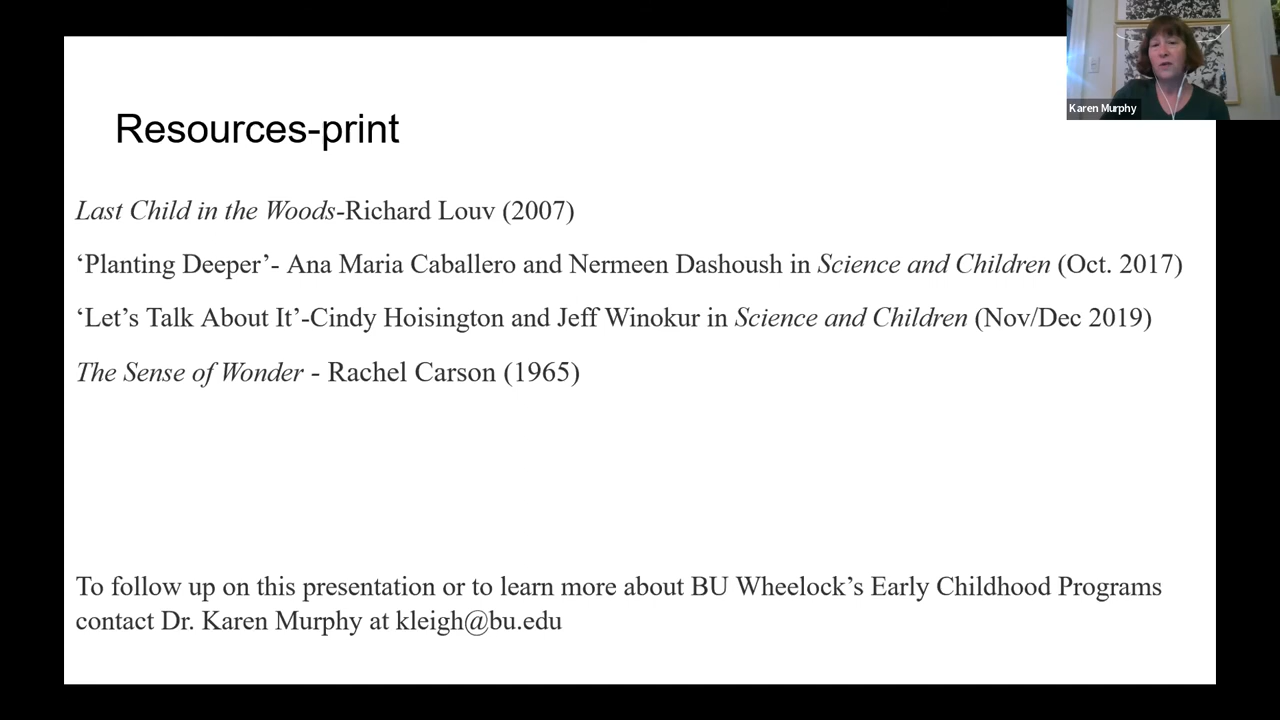 Karen Murphy
Resources-print
Last Child in the Woods-Richard Louv (2007)
‘Planting Deeper’- Ana Maria Caballero and Nermeen Dashoush in Science and Children (Oct. 2017)
‘Let’s Talk About It’-Cindy Hoisington and Jeff Winokur in Science and Children (Nov/Dec 2019)
The Sense of Wonder - Rachel Carson (1965)
To follow up on this presentation or to learn more about BU Wheelock’s Early Childhood Programs
contact Dr. Karen Murphy at kleigh@bu.edu